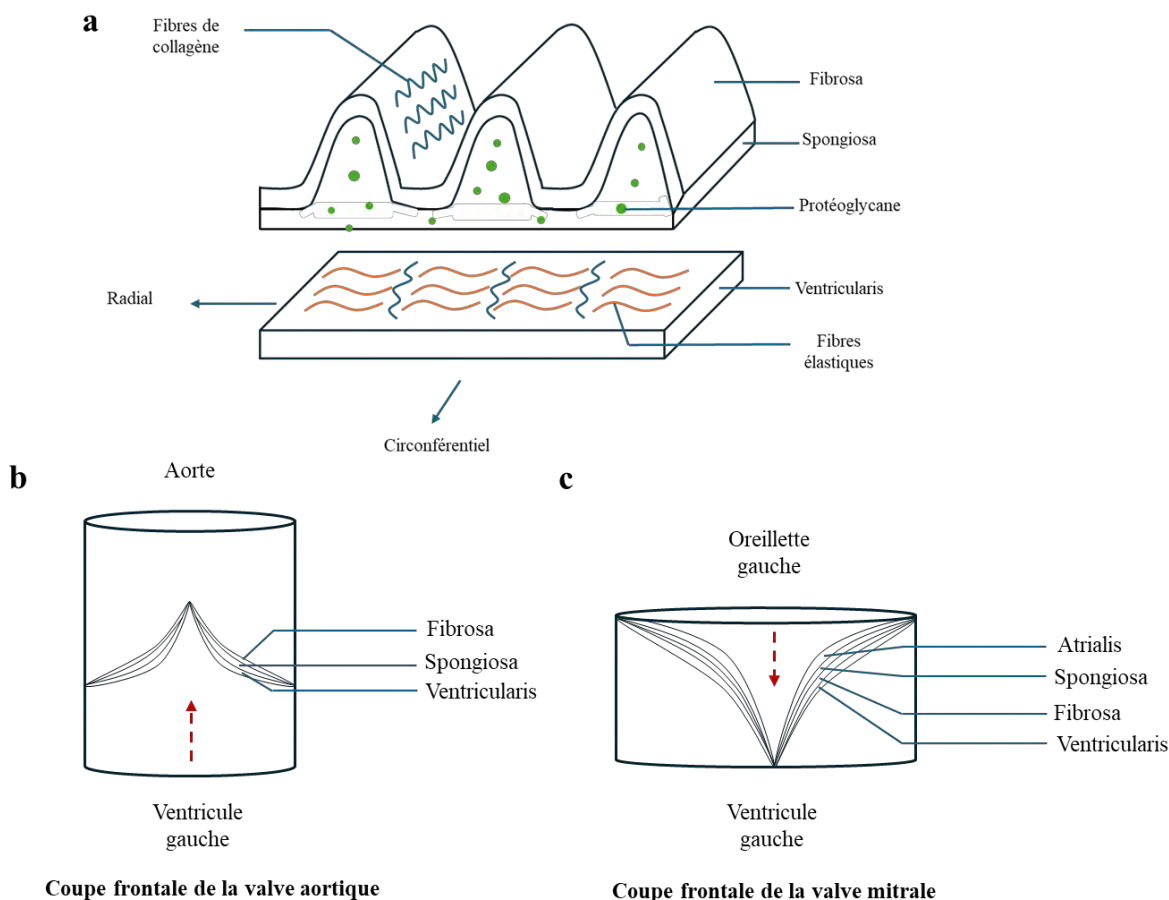 a
Fibres de
collagène
Fibrosa
Spongiosa
Protéoglycane
Radial
Ventricularis
Fibres
élastiques
Circonférentiel
b
Aorte
Fibrosa
Spongiosa
Ventricularis
Ventricule
gauche
Coupe frontale de la valve aortique
c
Oreillette
gauche
Atrialis
Spongiosa
Fibrosa
Ventricularis
Ventricule
gauche
Coupe frontale de la valve mitrale